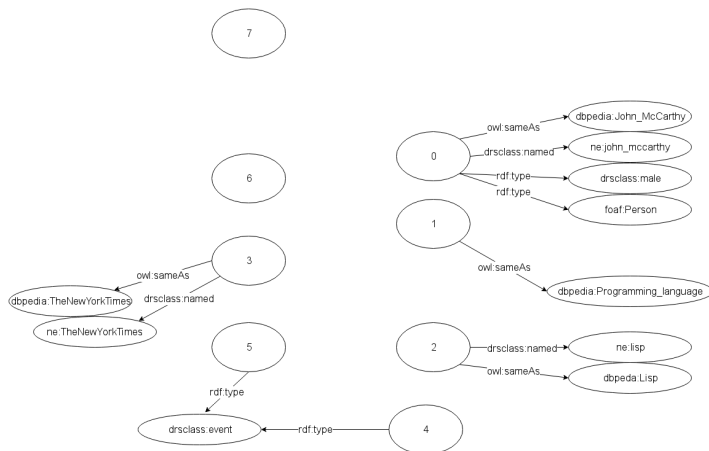 7
dbpedia:John_McCarthy
owl:sameAs
ne:john_mccarthy
drsclass:named
0
rdf:type
drsclass:male
6
rdf:type
foaf:Person
1
3
owl:sameAs
owl:sameAs
dbpedia:Programming_language
dbpedia:TheNewYorkTimes
drsclass:named
ne:TheNewYorkTimes
5
2
drsclass:named
ne:lisp
owl:sameAs
dbpeda:Lisp
rdf:type
drsclass:event
rdf:type
4